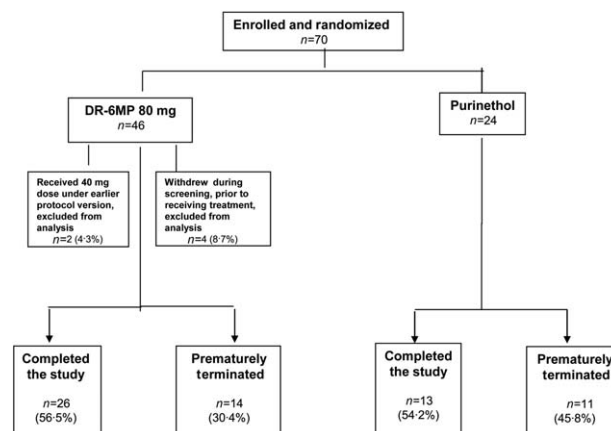 Enrolled and randomized
n=70
DR-6MP 80 mg
n=46
Purinethol
n=24
Received 40 mg
dose under earlier
protocol version,
excluded from
analysis
n=2 (4·3%)
Withdrew during
screening, prior to
receiving treatment,
excluded from
analysis
n=4 (8·7%)
Completed
the study
n=26
(56·5%)
Prematurely
terminated
n=14
(30·4%)
Completed
the study
n=13
(54·2%)
Prematurely
terminated
n=11
(45·8%)